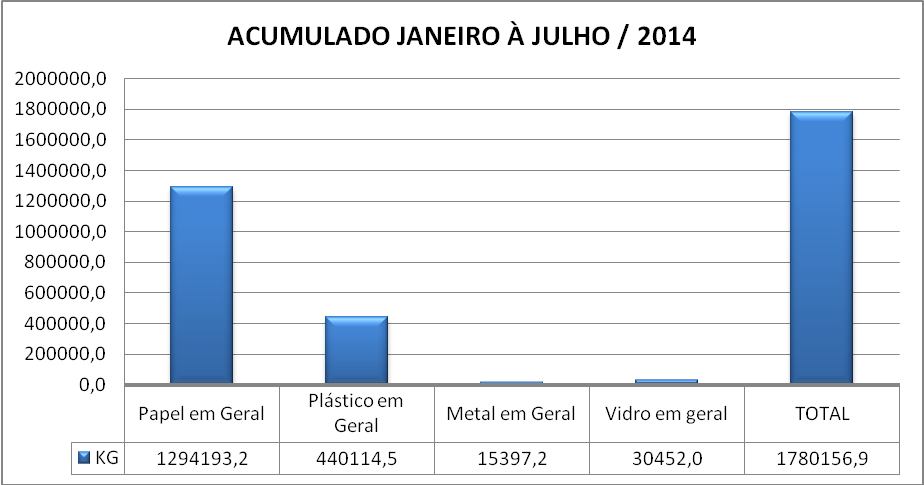 ACUMULADO JANEIRO À JULHO / 2014
2000000,0
1800000,0
1600000,0
1400000,0
1200000,0
1000000,0
800000,0
600000,0
400000,0
200000,0
0,0
Papel em Geral
Plástico em
Geral
Metal em Geral
Vidro em geral
TOTAL
KG 1294193,2 440114,5 15397,2 30452,0 1780156,9